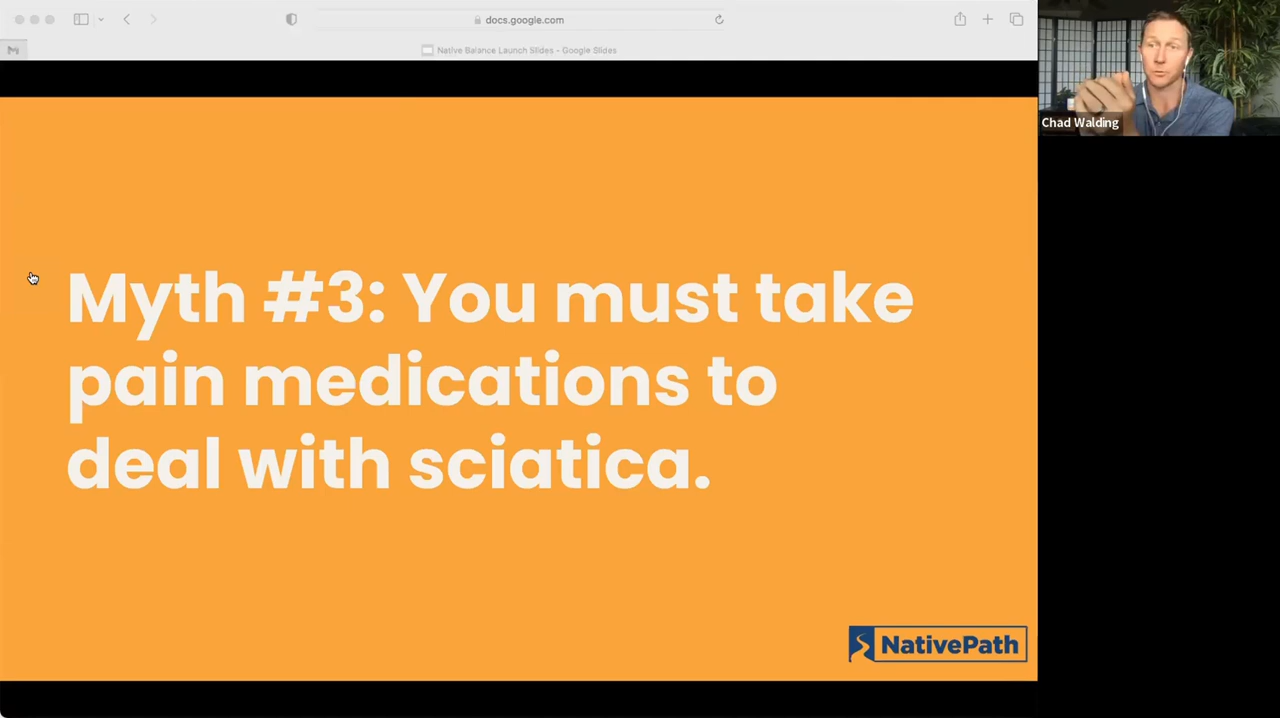 docs.google.com
Native Balance Launch Slides - Google Slides
Chad Walding
Myth #3: You must take
pain medications to
deal with sciatica.
NativePath